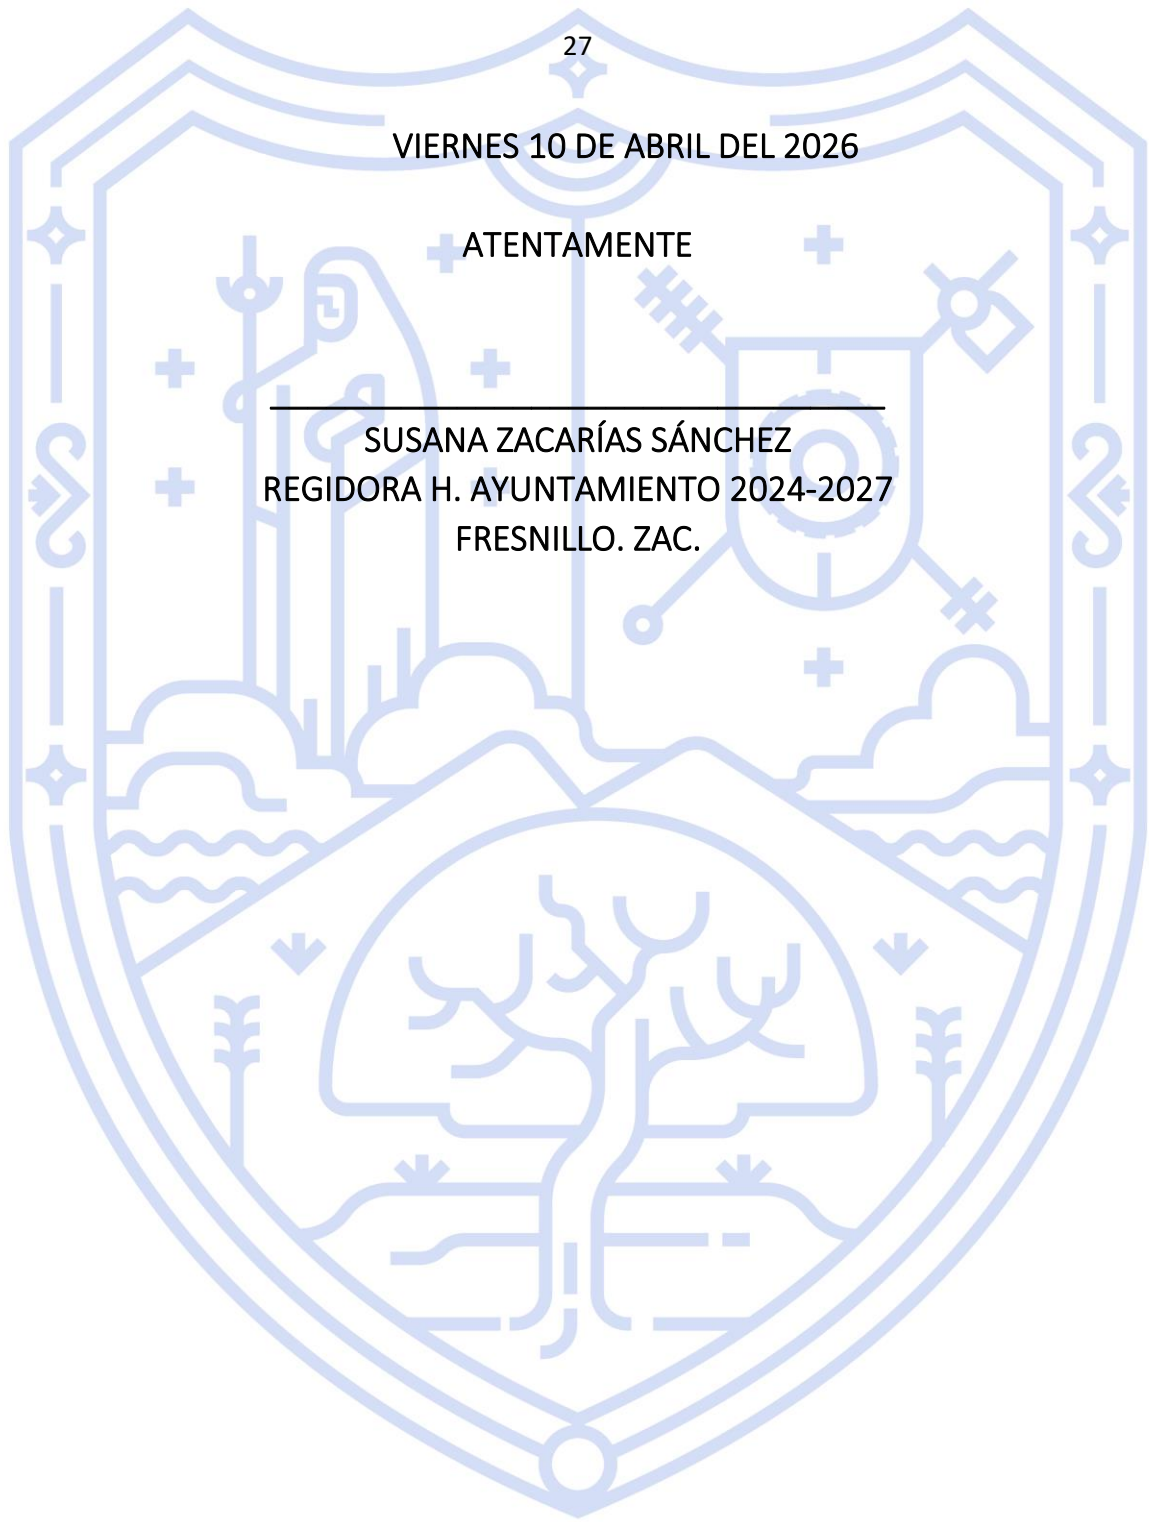 27
VIERNES 10 DE ABRIL DEL 2026
ATENTAMENTE
SUSANA ZACARÍAS SÁNCHEZ
REGIDORA H. AYUNTAMIENTO 2024-2027
FRESNILLO. ZAC.